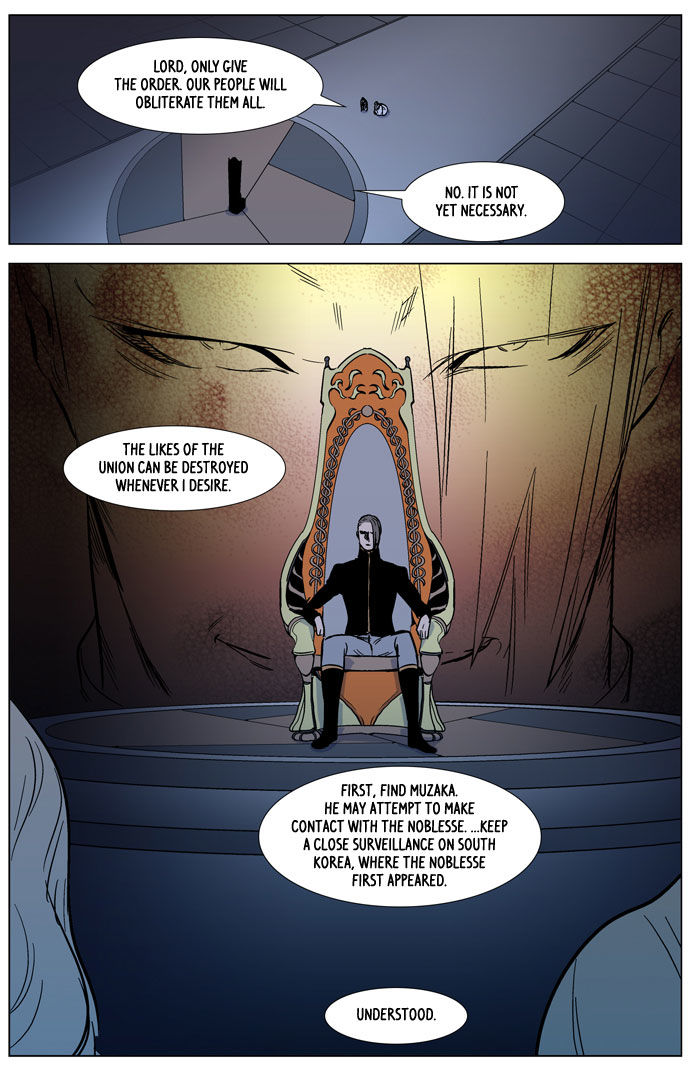 LORD, ONLY GIVE
THE ORDER. OUR PEOPLE WILL
OBLITERATE THEM ALL.
NO. IT IS NOT
YET NECESSARY.
THE LIKES OF THE
UNION CAN BE DESTROYED
WHENEVER I DESIRE.
FIRST, FIND MUZAKA.
HE MAY ATTEMPT TO MAKE
CONTACT WITH THE NOBLESSE. ...KEEP
A CLOSE SURVEILLANCE ON SOUTH
KOREA, WHERE THE NOBLESSE
FIRST APPEARED.
UNDERSTOOD.